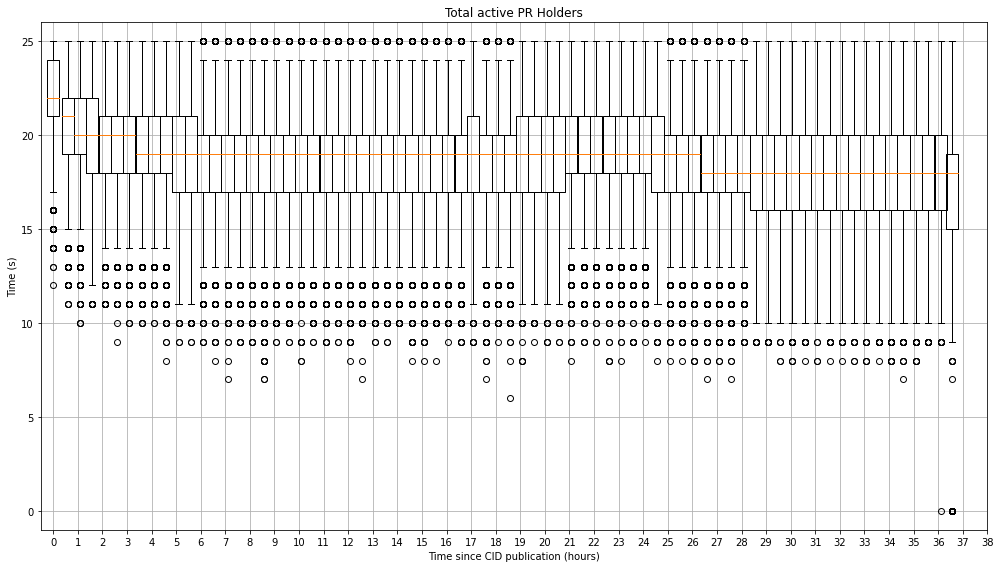 Total active PR Holders
25
20
15
10
5
0
Time (s)
0 1 2 3 4 5 6 7 8 9 10 11 12 13 14 15 16 17 18 19 20 21 22 23 24 25 26 27 28 29 30 31 32 33 34 35 36 37 38
Time since CID publication (hours)